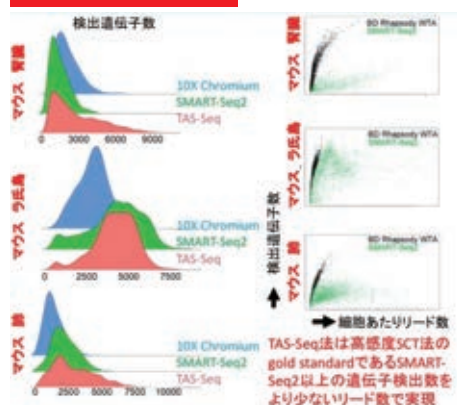 検出遺伝子数
マウス 腎臓
10X Chromium
SMART-Seq2
TAS-Seq
0 3000 6000 9000
マウス ラ氏島
10X Chromium
SMART-Seq2
TAS-Seq
0 2500 5000 7500
マウス 肺
10X Chromium
SMART-Seq2
TAS-Seq
0 2000 5000 10000
マウス 腎臓
BD Rhapsody WTA
SMART-Seq2
マウス ラ氏島
BD Rhapsody WTA
SMART-Seq2
マウス 肺
BD Rhapsody WTA
SMART-Seq2
検出遺伝子数
細胞あたりリード数
TAS-Seq法は高感度SCT法の
gold standardであるSMART-
Seq2以上の遺伝子検出数を
より少ないリード数で実現